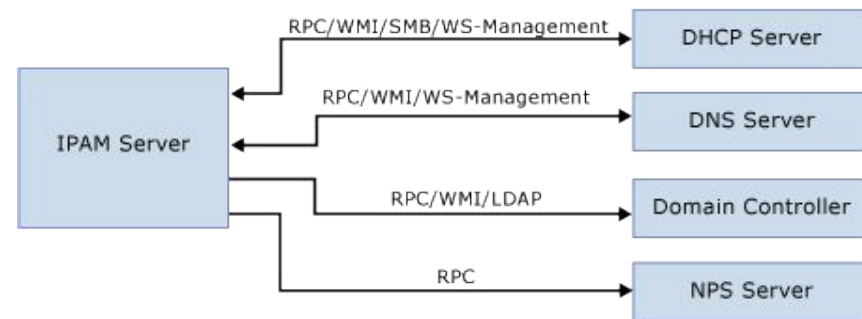 RPC/WMI/SMB/WS-Management
DHCP Server
RPC/WMI/WS-Management
DNS Server
IPAM Server
RPC/WMI/LDAP
Domain Controller
RPC
NPS Server